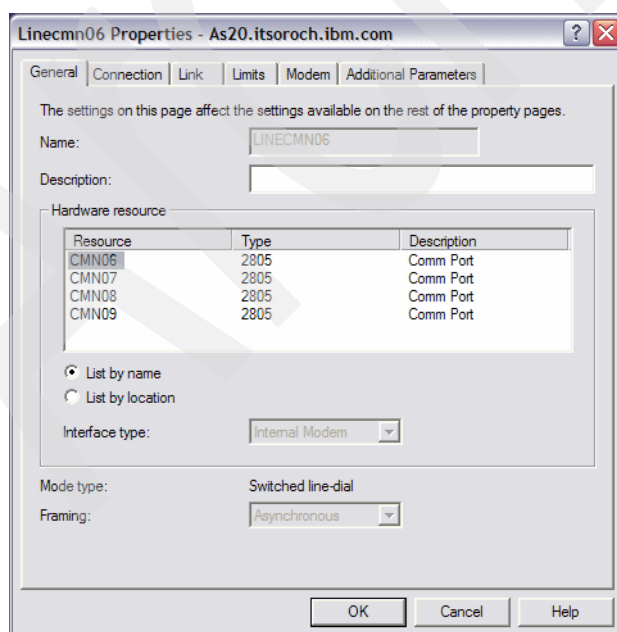 Linecmn06 Properties - As20.itsoroch.ibm.com
General Connection Link Limits Modem Additional Parameters
The settings on this page affect the settings available on the rest of the property pages.
Name: LINECMN06
Description:
Hardware resource
Resource Type Description
CMN06 2805 Comm Port
CMN07 2805 Comm Port
CMN08 2805 Comm Port
CMN09 2805 Comm Port
List by name
List by location
Interface type: Internal Modem
Mode type: Switched line-dial
Framing: Asynchronous
OK Cancel Help